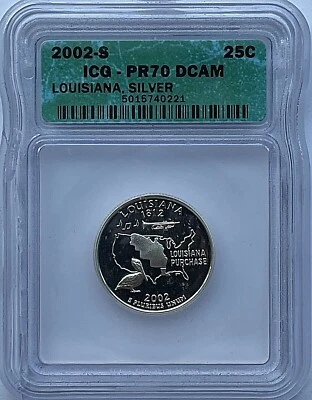 2002-S 25C
ICG - PR70 DCAM
LOUISIANA, SILVER
5015740221
LOUISIANA
1812
LOUISIANA
PURCHASE
2002
E PLURIBUS UNUM